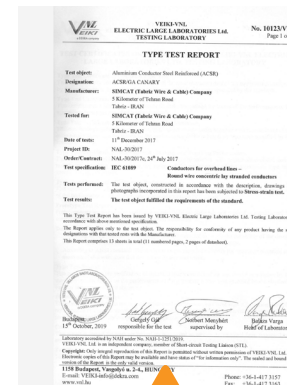 VNL
VEIKI
VEIKI-VNL
ELECTRIC LARGE LABORATORIES Ltd.
TESTING LABORATORY
No. 10123/V
Page 1 o
TYPE TEST REPORT
Test object: Aluminium Conductor Steel Reinforced (ACSR)
Designation: ACSR/GA CANARY
Manufacturer: SIMCAT (Tabriz Wire & Cable) Company
5 Kilometer of Tehran Road
Tabriz - IRAN
Tested for: SIMCAT (Tabriz Wire & Cable) Company
5 Kilometer of Tehran Road
Tabriz - IRAN
Date of tests: 11th December 2017
Project ID: NAL-30/2017
Order/Contract: NAL-30/2017c, 24th July 2017
Test specification: IEC 61089 Conductors for overhead lines –
Round wire concentric lay stranded conductors
Tests performed: The test object, constructed in accordance with the description, drawings
photographs incorporated in this report has been subjected to Stress-strain test.
Test results: The test object fulfilled the requirements of the standard.
This Type Test Report has been issued by VEIKI-VNL Electric Large Laboratories Ltd. Testing Laborator
accordance with above mentioned specification.
The Report applies only to the test object. The responsibility for conformity of any product having the s
designations with that tested rests with the Manufacturer.
This Report comprises 13 sheets in total (11 numbered pages, 2 pages of datasheet).
Budapest,
15th October, 2019
Gergely Gál
responsible for the test
Norbert Menyhért
supervised by
Balázs Varga
Head of Laborator
Laboratory accredited by NAH under No. NAH-1-1251/2019.
VEIKI-VNL Ltd. is an independent company, member of Short-circuit Testing Liaison (STL).
Copyright: Only integral reproduction of this Report is permitted without written permission of VEIKI-VNL Ltd.
Electronic copies of this Report may be available and have status of "for information only". The sealed and bound
version of the Report is the only valid version.
1158 Budapest, Vasgolyó u. 2-4., HUNGARY
E-mail: VEIKI-info@dekra.com
www.vnl.hu
Phone: +36-1-417 3157
Fax: +36-1-417 3163